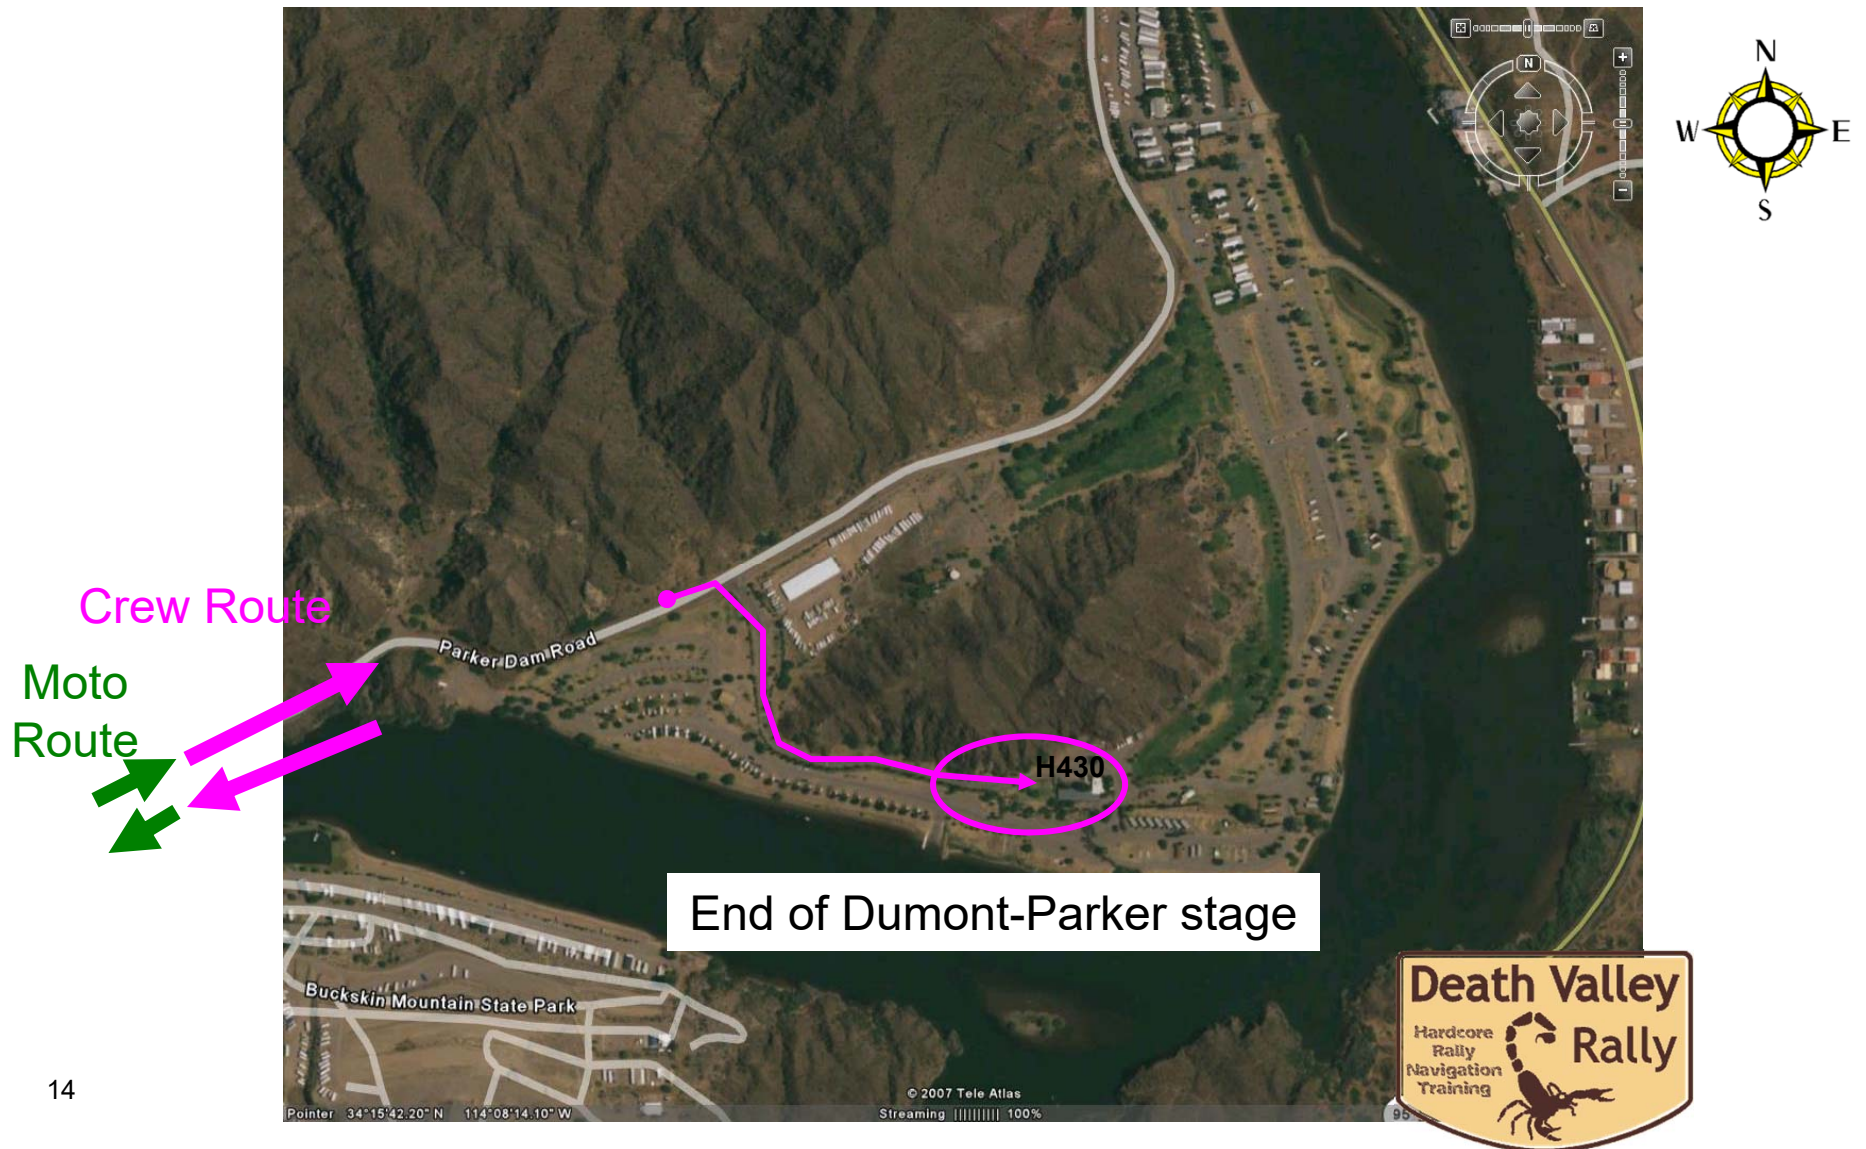 N
W
E
S
N
Crew Route
Moto
Route
Parker Dam Road
H430
End of Dumont-Parker stage
Buckskin Mountain State Park
Death Valley
Rally
Hardcore
Rally
Navigation
Training
14
© 2007 Tele Atlas
Pointer 34°15'42.20" N 114°08'14.10" W
Streaming |||||||||| 100%
95